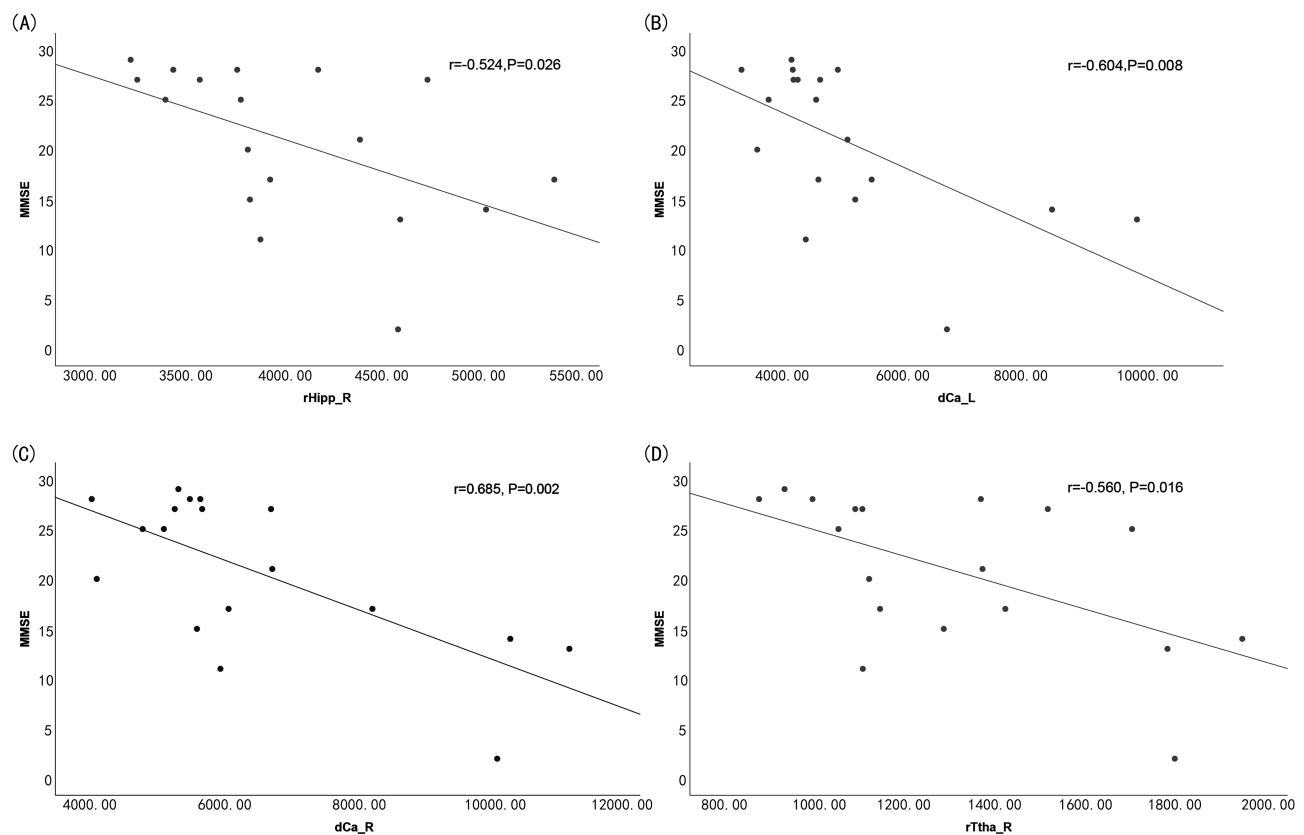 (A)
r=-0.524,P=0.026
30
25
20
15
10
5
0
MMSE
3000. 00 3500. 00 4000. 00 4500. 00 5000. 00 5500. 00
rHipp_R
(B)
r=-0.604,P=0.008
30
25
20
15
10
5
0
MMSE
4000. 00 6000. 00 8000. 00 10000. 00
dCa_L
(C)
r=0.685, P=0.002
30
25
20
15
10
5
0
MMSE
4000. 00 6000. 00 8000. 00 10000. 00 12000. 00
dCa_R
(D)
r=-0.560, P=0.016
30
25
20
15
10
5
0
MMSE
800. 00 1000. 00 1200. 00 1400. 00 1600. 00 1800. 00 2000. 00
rTtha_R